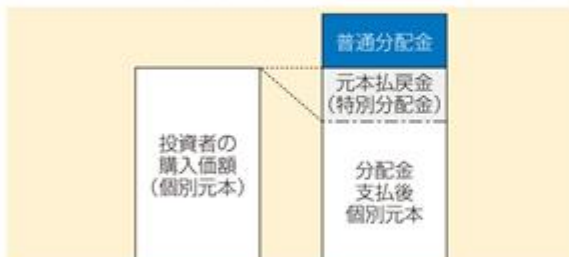 普通分配金
元本払戻金
(特別分配金)
投資者の
購入価額
(個別元本)
分配金
支払後
個別元本